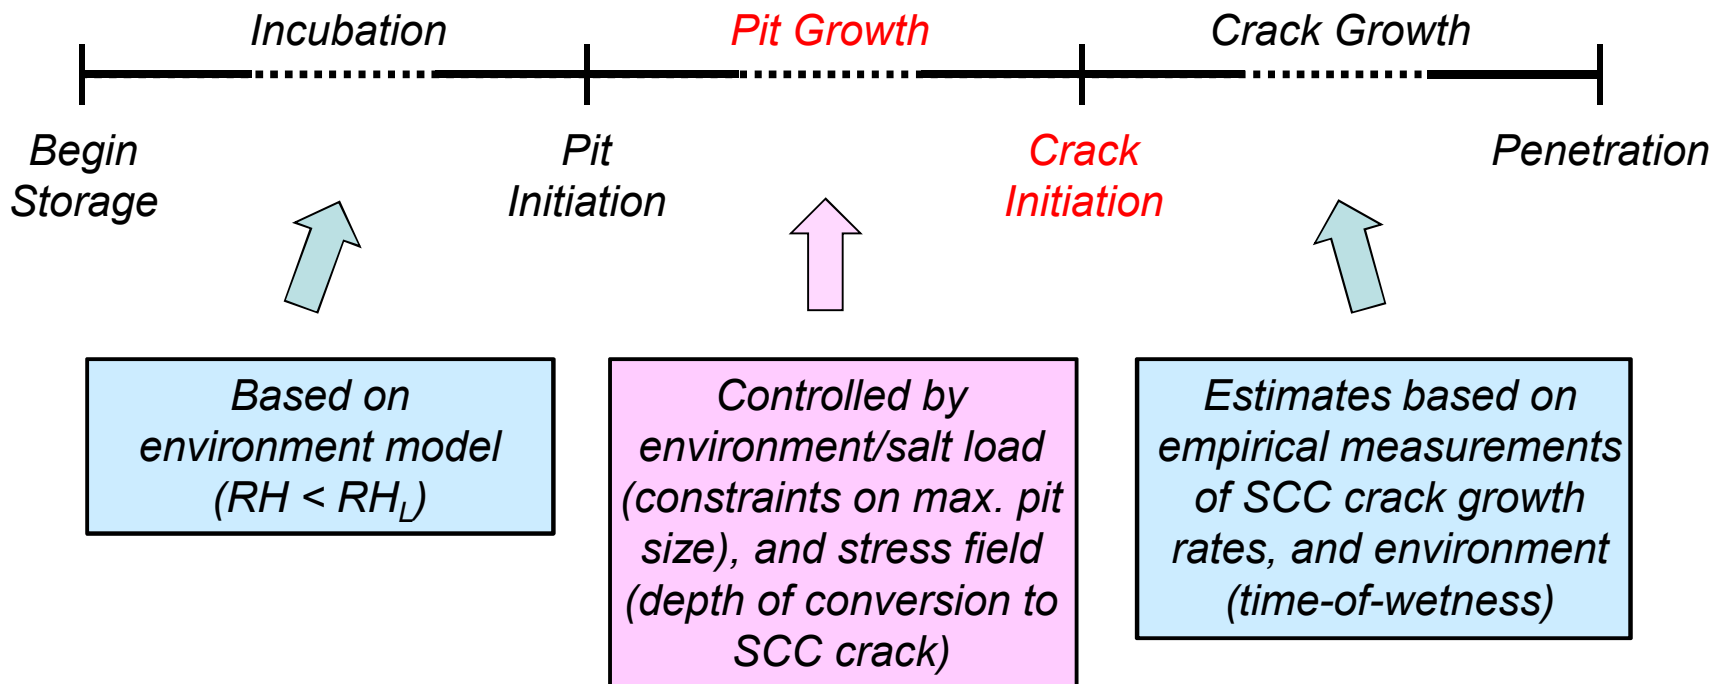 Incubation
Pit Growth
Crack Growth
Begin
Storage
Pit
Initiation
Crack
Initiation
Penetration
Based on
environment model
(RH < RH_L)
Controlled by
environment/salt load
(constraints on max. pit
size), and stress field
(depth of conversion to
SCC crack)
Estimates based on
empirical measurements
of SCC crack growth
rates, and environment
(time-of-wetness)